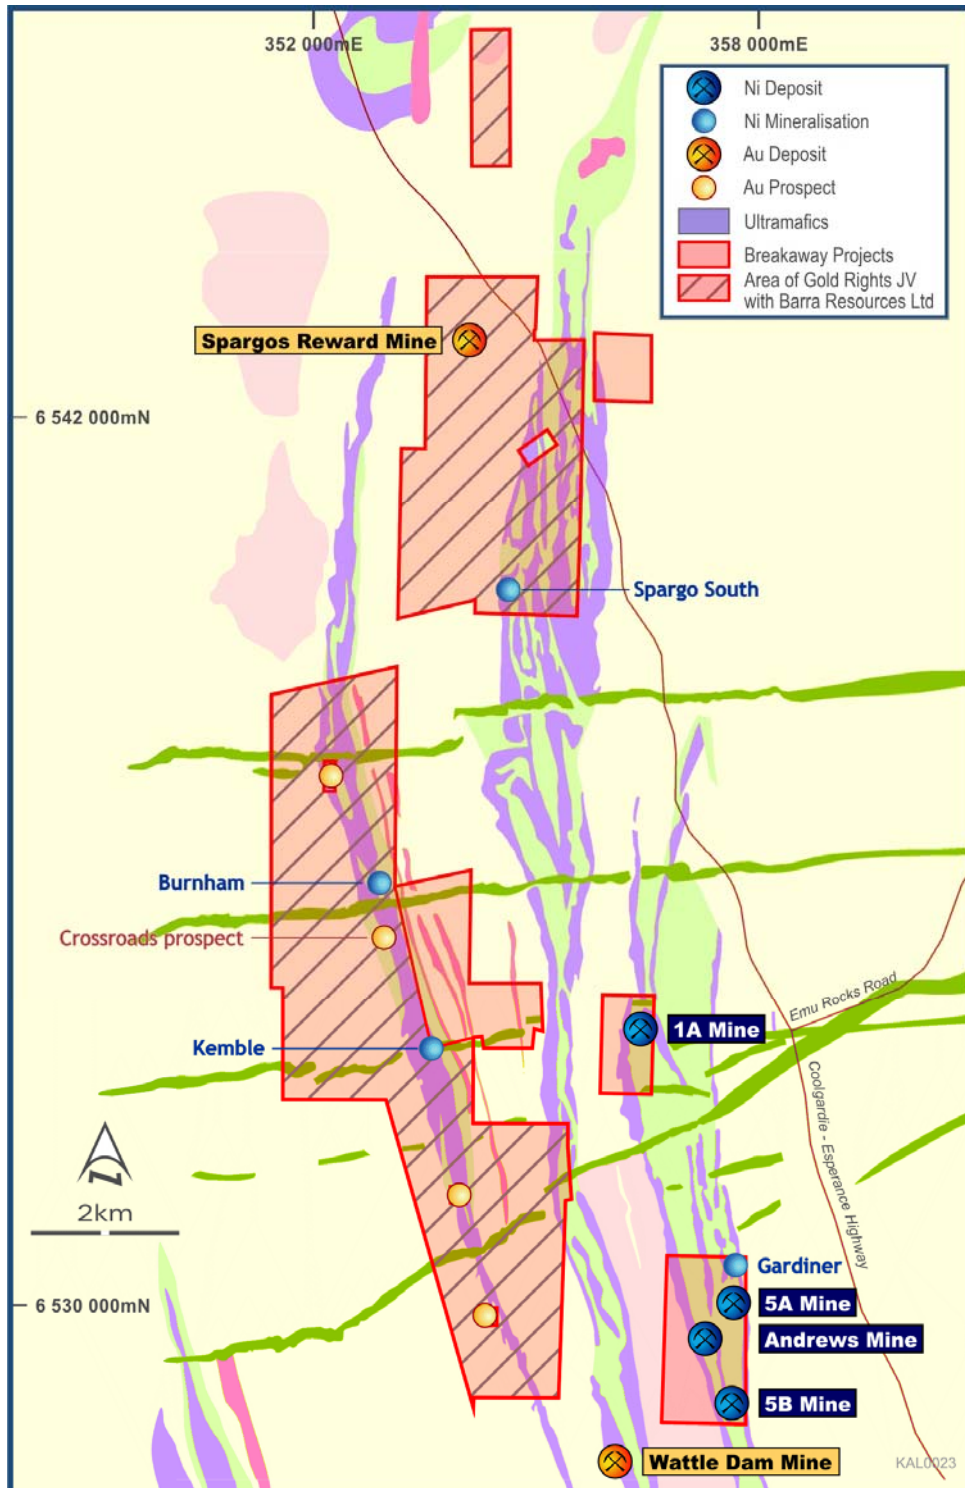 352 000mE
358 000mE
Ni Deposit
Ni Mineralisation
Au Deposit
Au Prospect
Ultramafics
Breakaway Projects
Area of Gold Rights JV
with Barra Resources Ltd
Spargos Reward Mine
6 542 000mN
Spargo South
Burnham
Crossroads prospect
Emu Rocks Road
1A Mine
Kemble
Coolgardie - Esperance Highway
N
2km
Gardiner
6 530 000mN
5A Mine
Andrews Mine
5B Mine
Wattle Dam Mine
KAL0023